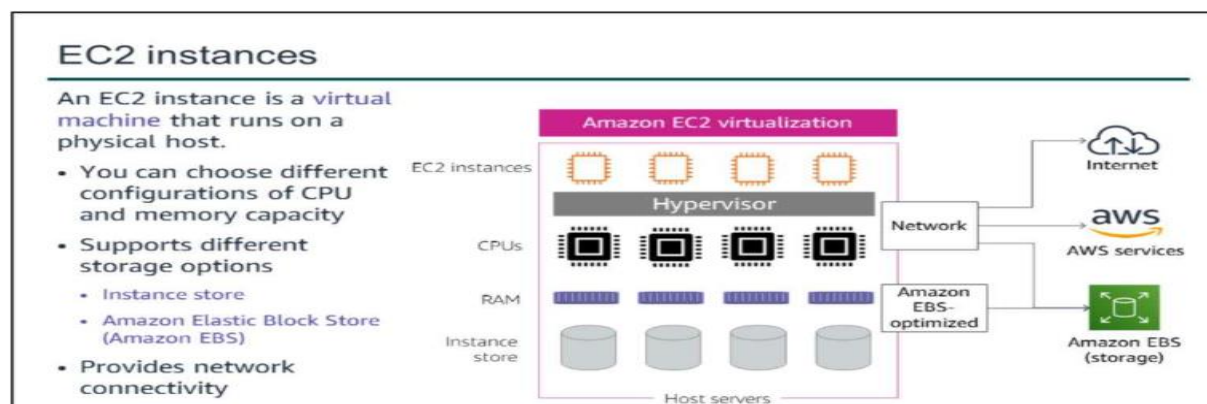 EC2 instances
An EC2 instance is a virtual
machine that runs on a
physical host.
• You can choose different
configurations of CPU
and memory capacity
• Supports different
storage options
• Instance store
• Amazon Elastic Block Store
(Amazon EBS)
• Provides network
connectivity
Amazon EC2 virtualization
EC2 instances
Hypervisor
CPUs
RAM
Instance
store
Host servers
Network
Amazon
EBS-
optimized
Internet
aws
AWS services
Amazon EBS
(storage)